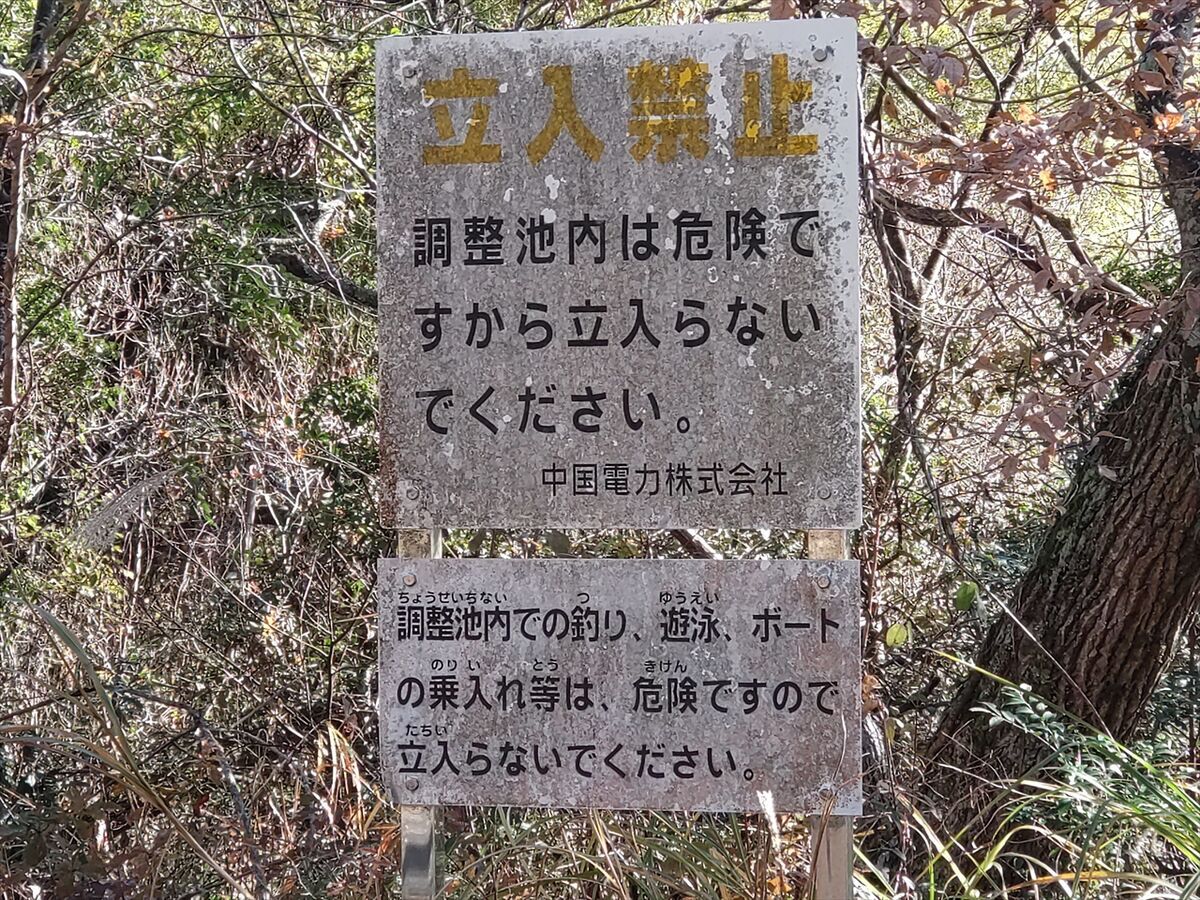 立入禁止
調整池内は危険で
すから立入らない
でください。
中国電力株式会社
ちょうせいちない つ ゆうえい
調整池内での釣り、遊泳、ボート
のり い とう きけん
の乗入れ等は、危険ですので
たちい
立入らないでください。